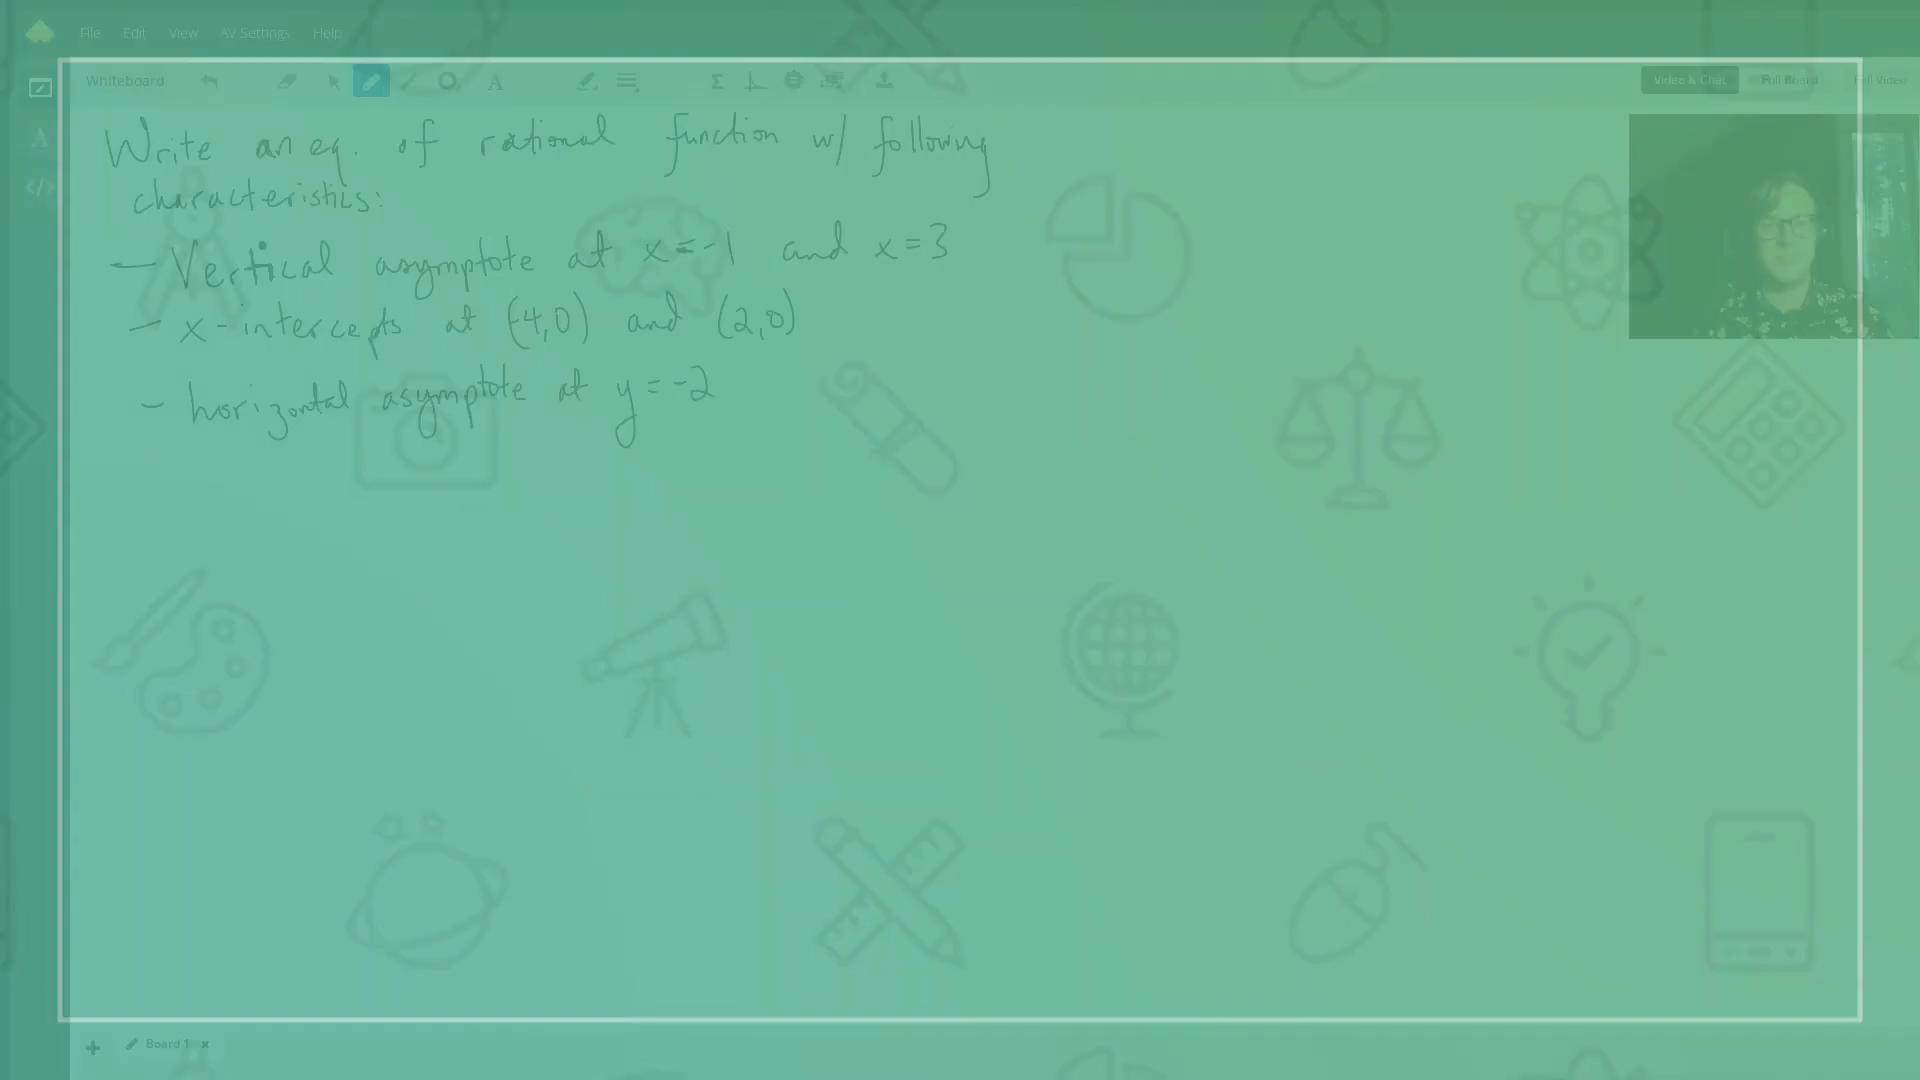 File Edit View AV Settings Help
Whiteboard
Video & Chat Full Board Full Video
Write an eq. of rational function w/ following
characteristics:
- Vertical asymptote at x=-1 and x=3
- x-intercepts at (-4,0) and (2,0)
- horizontal asymptote at y=-2
Board 1